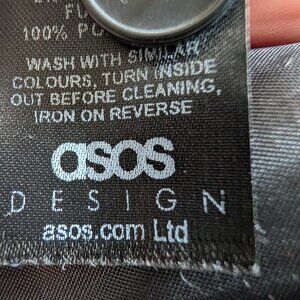 100% PO
WASH WITH SIMILAR
COLOURS, TURN INSIDE
OUT BEFORE CLEANING,
IRON ON REVERSE
asos
DESIGN
asos.com Ltd